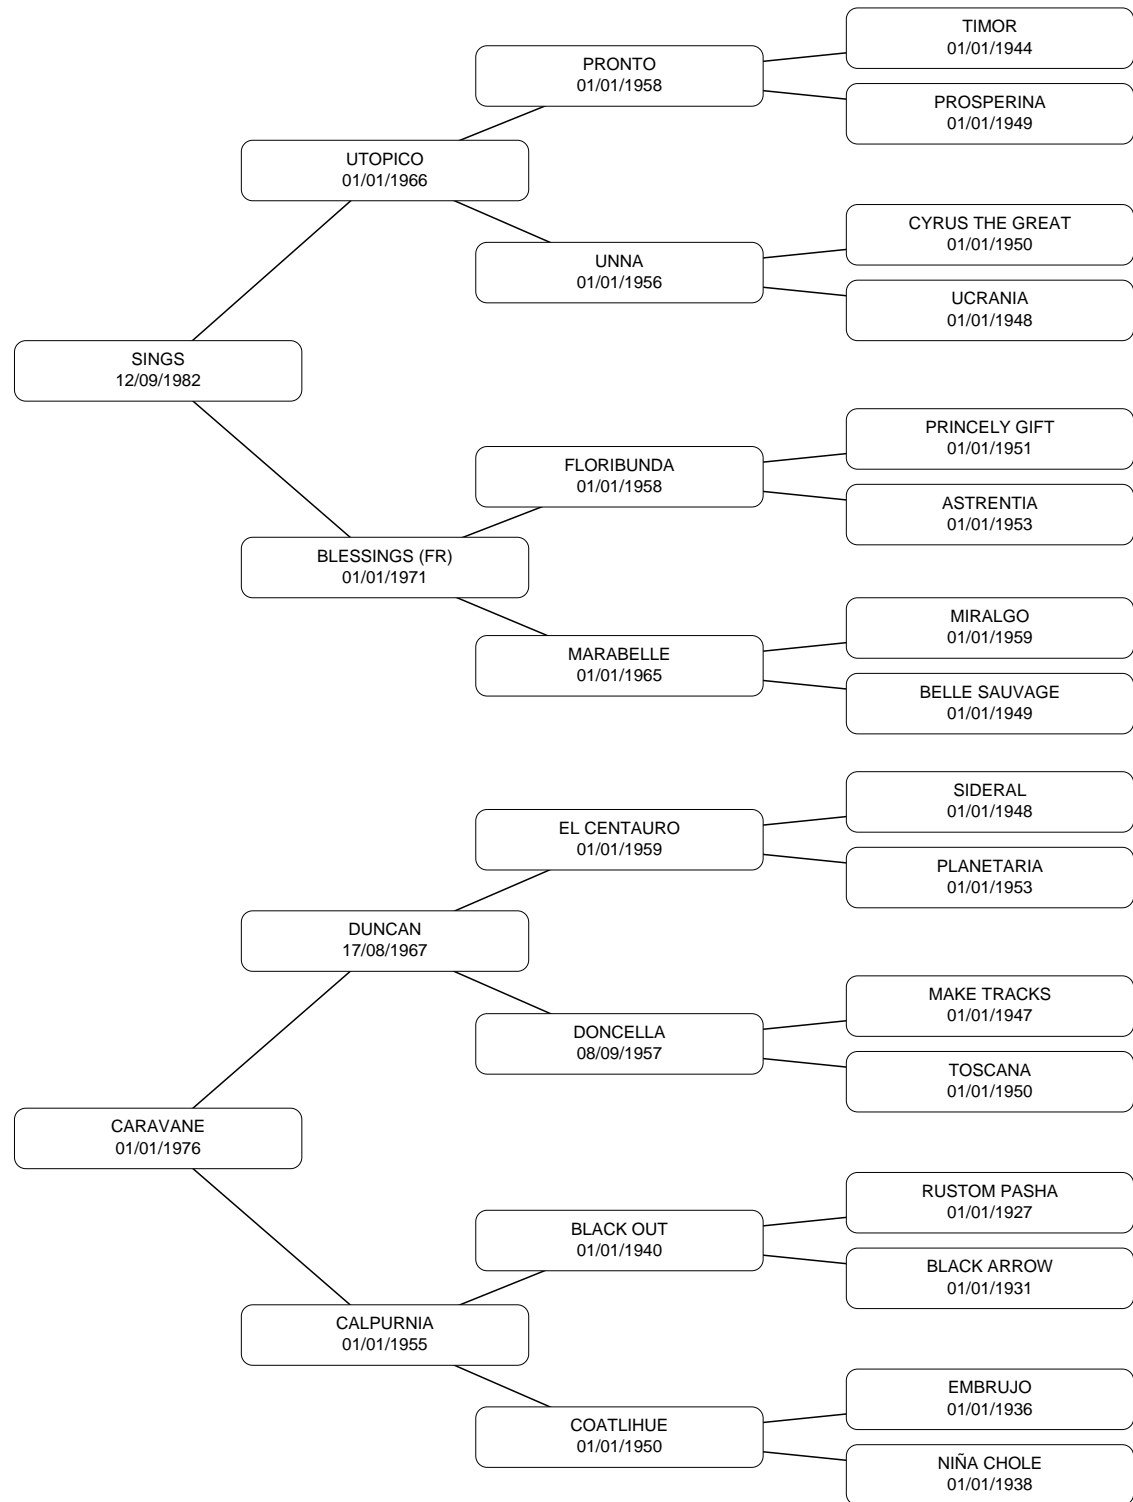 TIMOR
01/01/1944
PRONTO
01/01/1958
PROSPERINA
01/01/1949
UTOPICO
01/01/1966
CYRUS THE GREAT
01/01/1950
UNNA
01/01/1956
UCRANIA
01/01/1948
SINGS
12/09/1982
PRINCELY GIFT
01/01/1951
FLORIBUNDA
01/01/1958
ASTRENTIA
01/01/1953
BLESSINGS (FR)
01/01/1971
MIRALGO
01/01/1959
MARABELLE
01/01/1965
BELLE SAUVAGE
01/01/1949
SIDERAL
01/01/1948
EL CENTAURO
01/01/1959
PLANETARIA
01/01/1953
DUNCAN
17/08/1967
MAKE TRACKS
01/01/1947
DONCELLA
08/09/1957
TOSCANA
01/01/1950
CARAVANE
01/01/1976
RUSTOM PASHA
01/01/1927
BLACK OUT
01/01/1940
BLACK ARROW
01/01/1931
CALPURNIA
01/01/1955
EMBRUJO
01/01/1936
COATLIHUE
01/01/1950
NIÑA CHOLE
01/01/1938